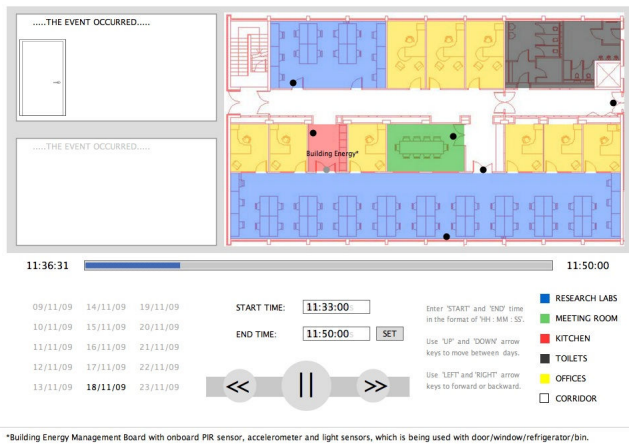 .....THE EVENT OCCURRED.....
.....THE EVENT OCCURRED.....
Building Energy*
11:36:31
11:50:00
09/11/09 14/11/09 19/11/09
10/11/09 15/11/09 20/11/09
11/11/09 16/11/09 21/11/09
12/11/09 17/11/09 22/11/09
13/11/09 18/11/09 23/11/09
START TIME: 11:33:00
END TIME: 11:50:00 SET
<< || >>
Enter 'START' and 'END' time
in the format of 'HH : MM : SS'.
Use 'UP' and 'DOWN' arrow
keys to move between days.
Use 'LEFT' and 'RIGHT' arrow
keys to forward or backward.
RESEARCH LABS
MEETING ROOM
KITCHEN
TOILETS
OFFICES
CORRIDOR
*Building Energy Management Board with onboard PIR sensor, accelerometer and light sensors, which is being used with door/window/refrigerator/bin.